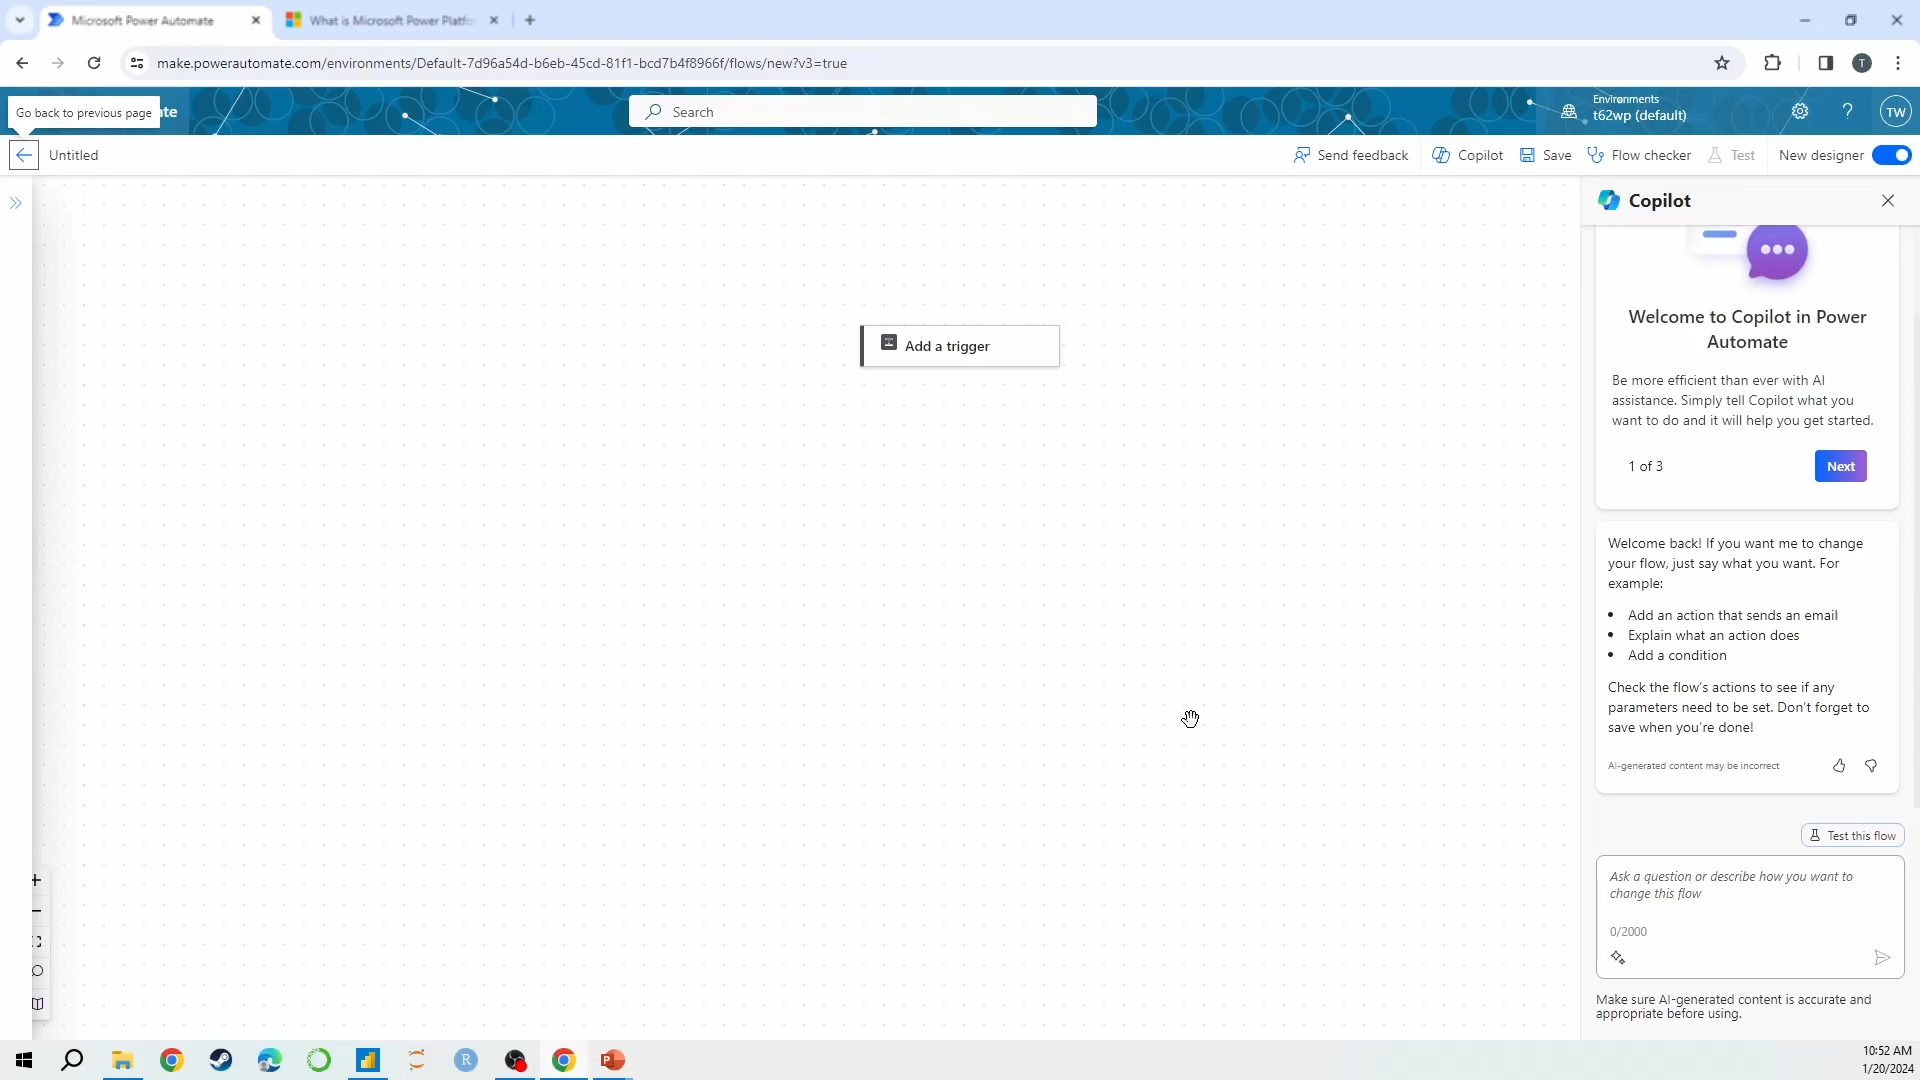 Microsoft Power Automate
What is Microsoft Power Platfo
make.powerautomate.com/environments/Default-7d96a54d-b6eb-45cd-81f1-bcd7b4f8966f/flows/new?v3=true
T
Go back to previous page
te
Search
Environments
t62wp (default)
TW
Untitled
Send feedback
Copilot
Save
Flow checker
Test
New designer
Copilot
Add a trigger
Welcome to Copilot in Power
Automate
Be more efficient than ever with AI
assistance. Simply tell Copilot what you
want to do and it will help you get started.
1 of 3
Next
Welcome back! If you want me to change
your flow, just say what you want. For
example:
• Add an action that sends an email
• Explain what an action does
• Add a condition
Check the flow's actions to see if any
parameters need to be set. Don't forget to
save when you're done!
AI-generated content may be incorrect
Test this flow
Ask a question or describe how you want to
change this flow
0/2000
Make sure AI-generated content is accurate and
appropriate before using.
R
P
10:52 AM
1/20/2024